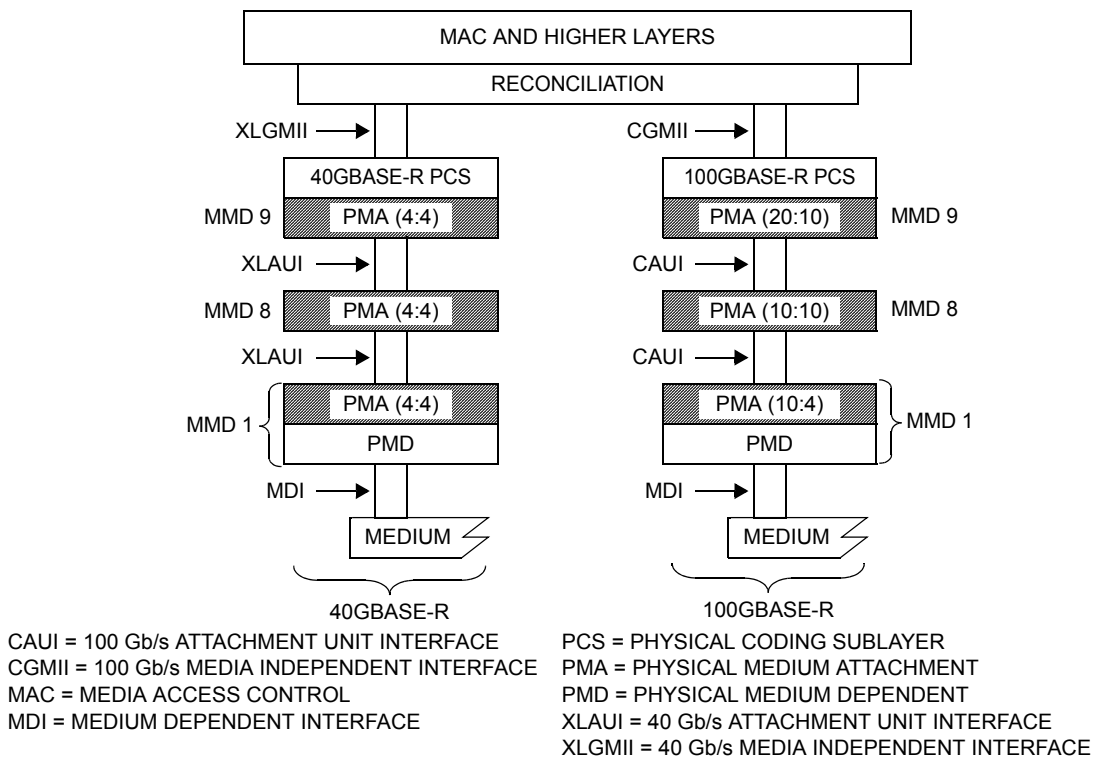 MAC AND HIGHER LAYERS
RECONCILIATION
XLGMII
CGMII
40GBASE-R PCS
100GBASE-R PCS
MMD 9
PMA (4:4)
PMA (20:10)
MMD 9
XLAUI
CAUI
MMD 8
PMA (4:4)
PMA (10:10)
MMD 8
XLAUI
CAUI
PMA (4:4)
PMA (10:4)
MMD 1
MMD 1
PMD
PMD
MDI
MDI
MEDIUM
MEDIUM
40GBASE-R
100GBASE-R
CAUI = 100 Gb/s ATTACHMENT UNIT INTERFACE
CGMII = 100 Gb/s MEDIA INDEPENDENT INTERFACE
MAC = MEDIA ACCESS CONTROL
MDI = MEDIUM DEPENDENT INTERFACE
PCS = PHYSICAL CODING SUBLAYER
PMA = PHYSICAL MEDIUM ATTACHMENT
PMD = PHYSICAL MEDIUM DEPENDENT
XLAUI = 40 Gb/s ATTACHMENT UNIT INTERFACE
XLGMII = 40 Gb/s MEDIA INDEPENDENT INTERFACE